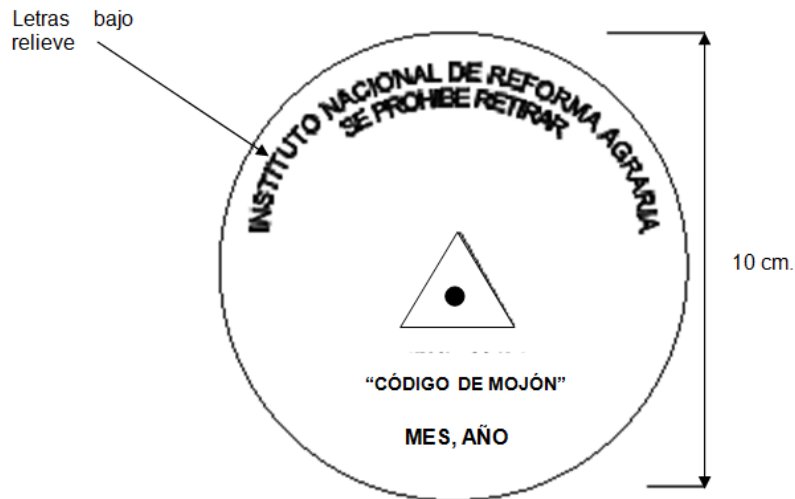 Letras bajo
relieve
INSTITUTO NACIONAL DE REFORMA AGRARIA
SE PROHIBE RETIRAR
10 cm.
“CÓDIGO DE MOJÓN”
MES, AÑO